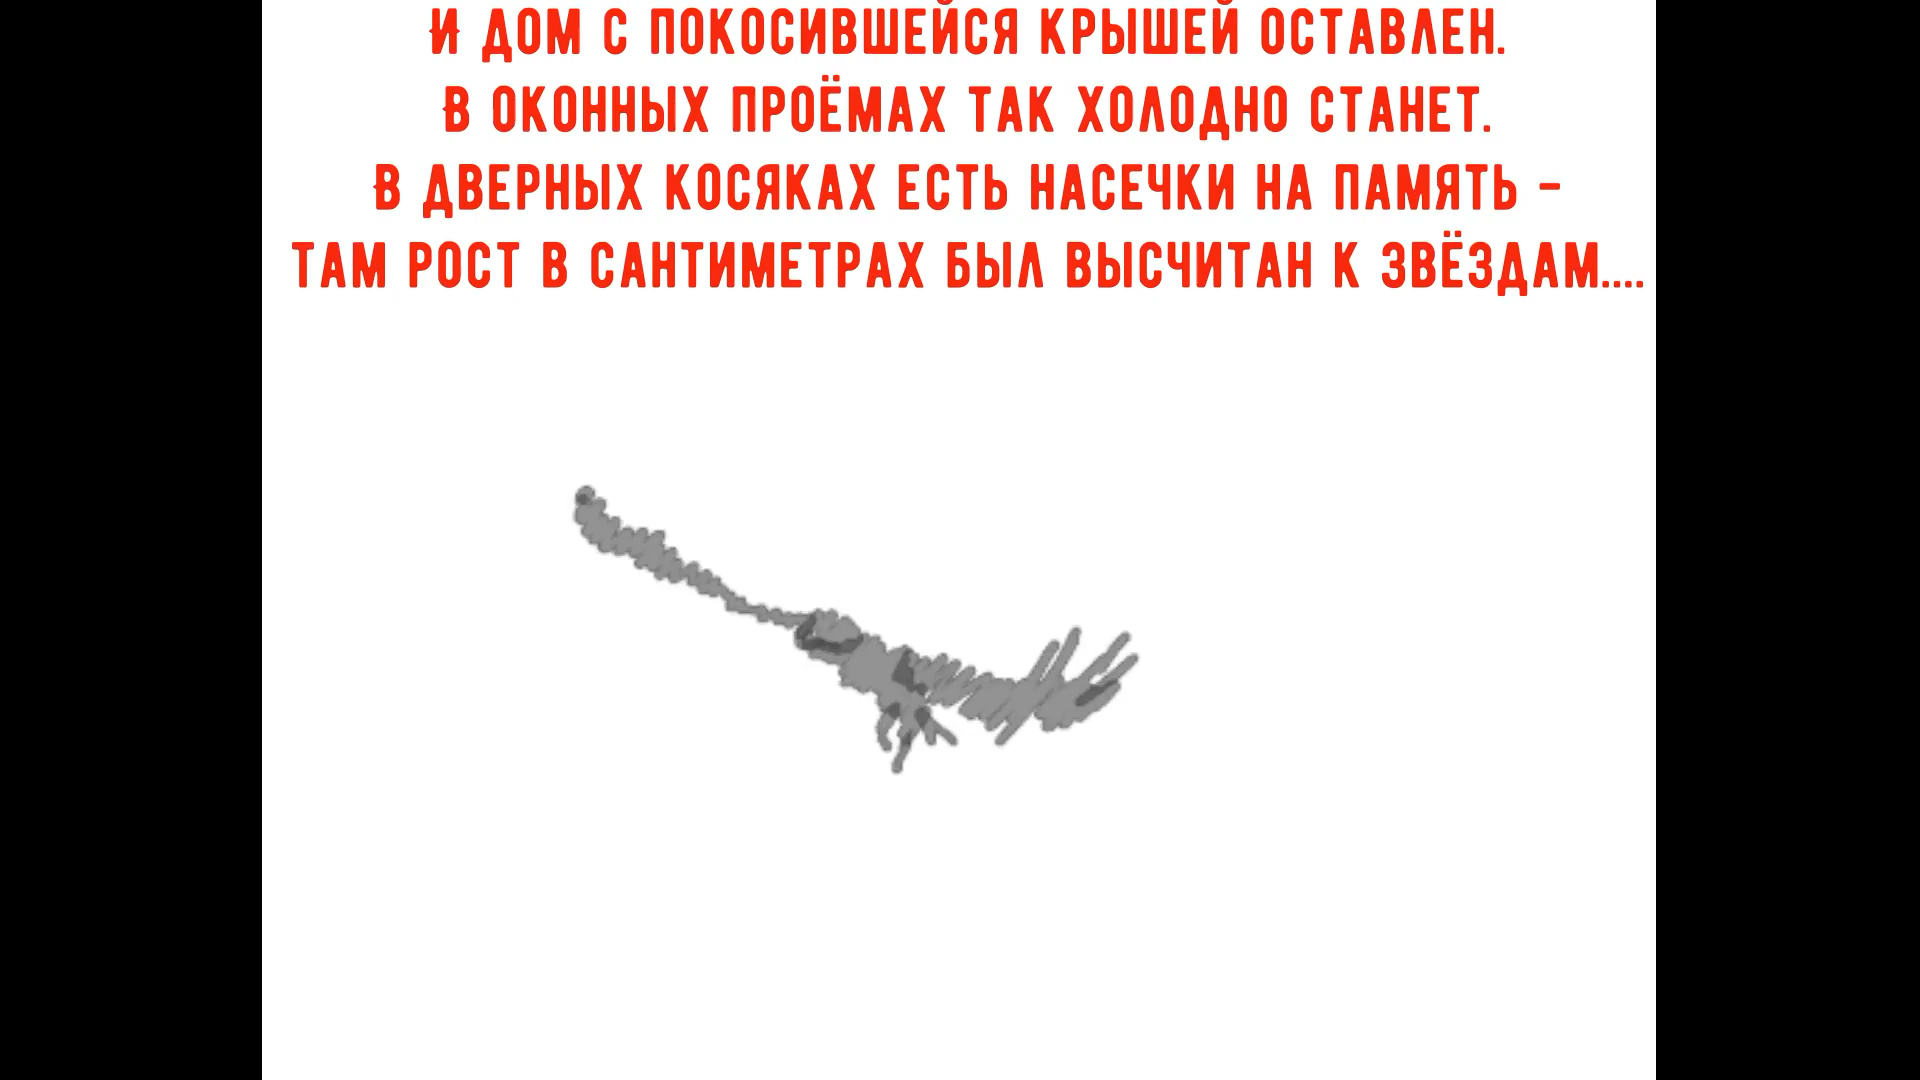 И ДОМ С ПОКОСИВШЕЙСЯ КРЫШЕЙ ОСТАВЛЕН.
В ОКОННЫХ ПРОЁМАХ ТАК ХОЛОДНО СТАНЕТ.
В ДВЕРНЫХ КОСЯКАХ ЕСТЬ НАСЕЧКИ НА ПАМЯТЬ –
ТАМ РОСТ В САНТИМЕТРАХ БЫЛ ВЫСЧИТАН К ЗВЁЗДАМ....